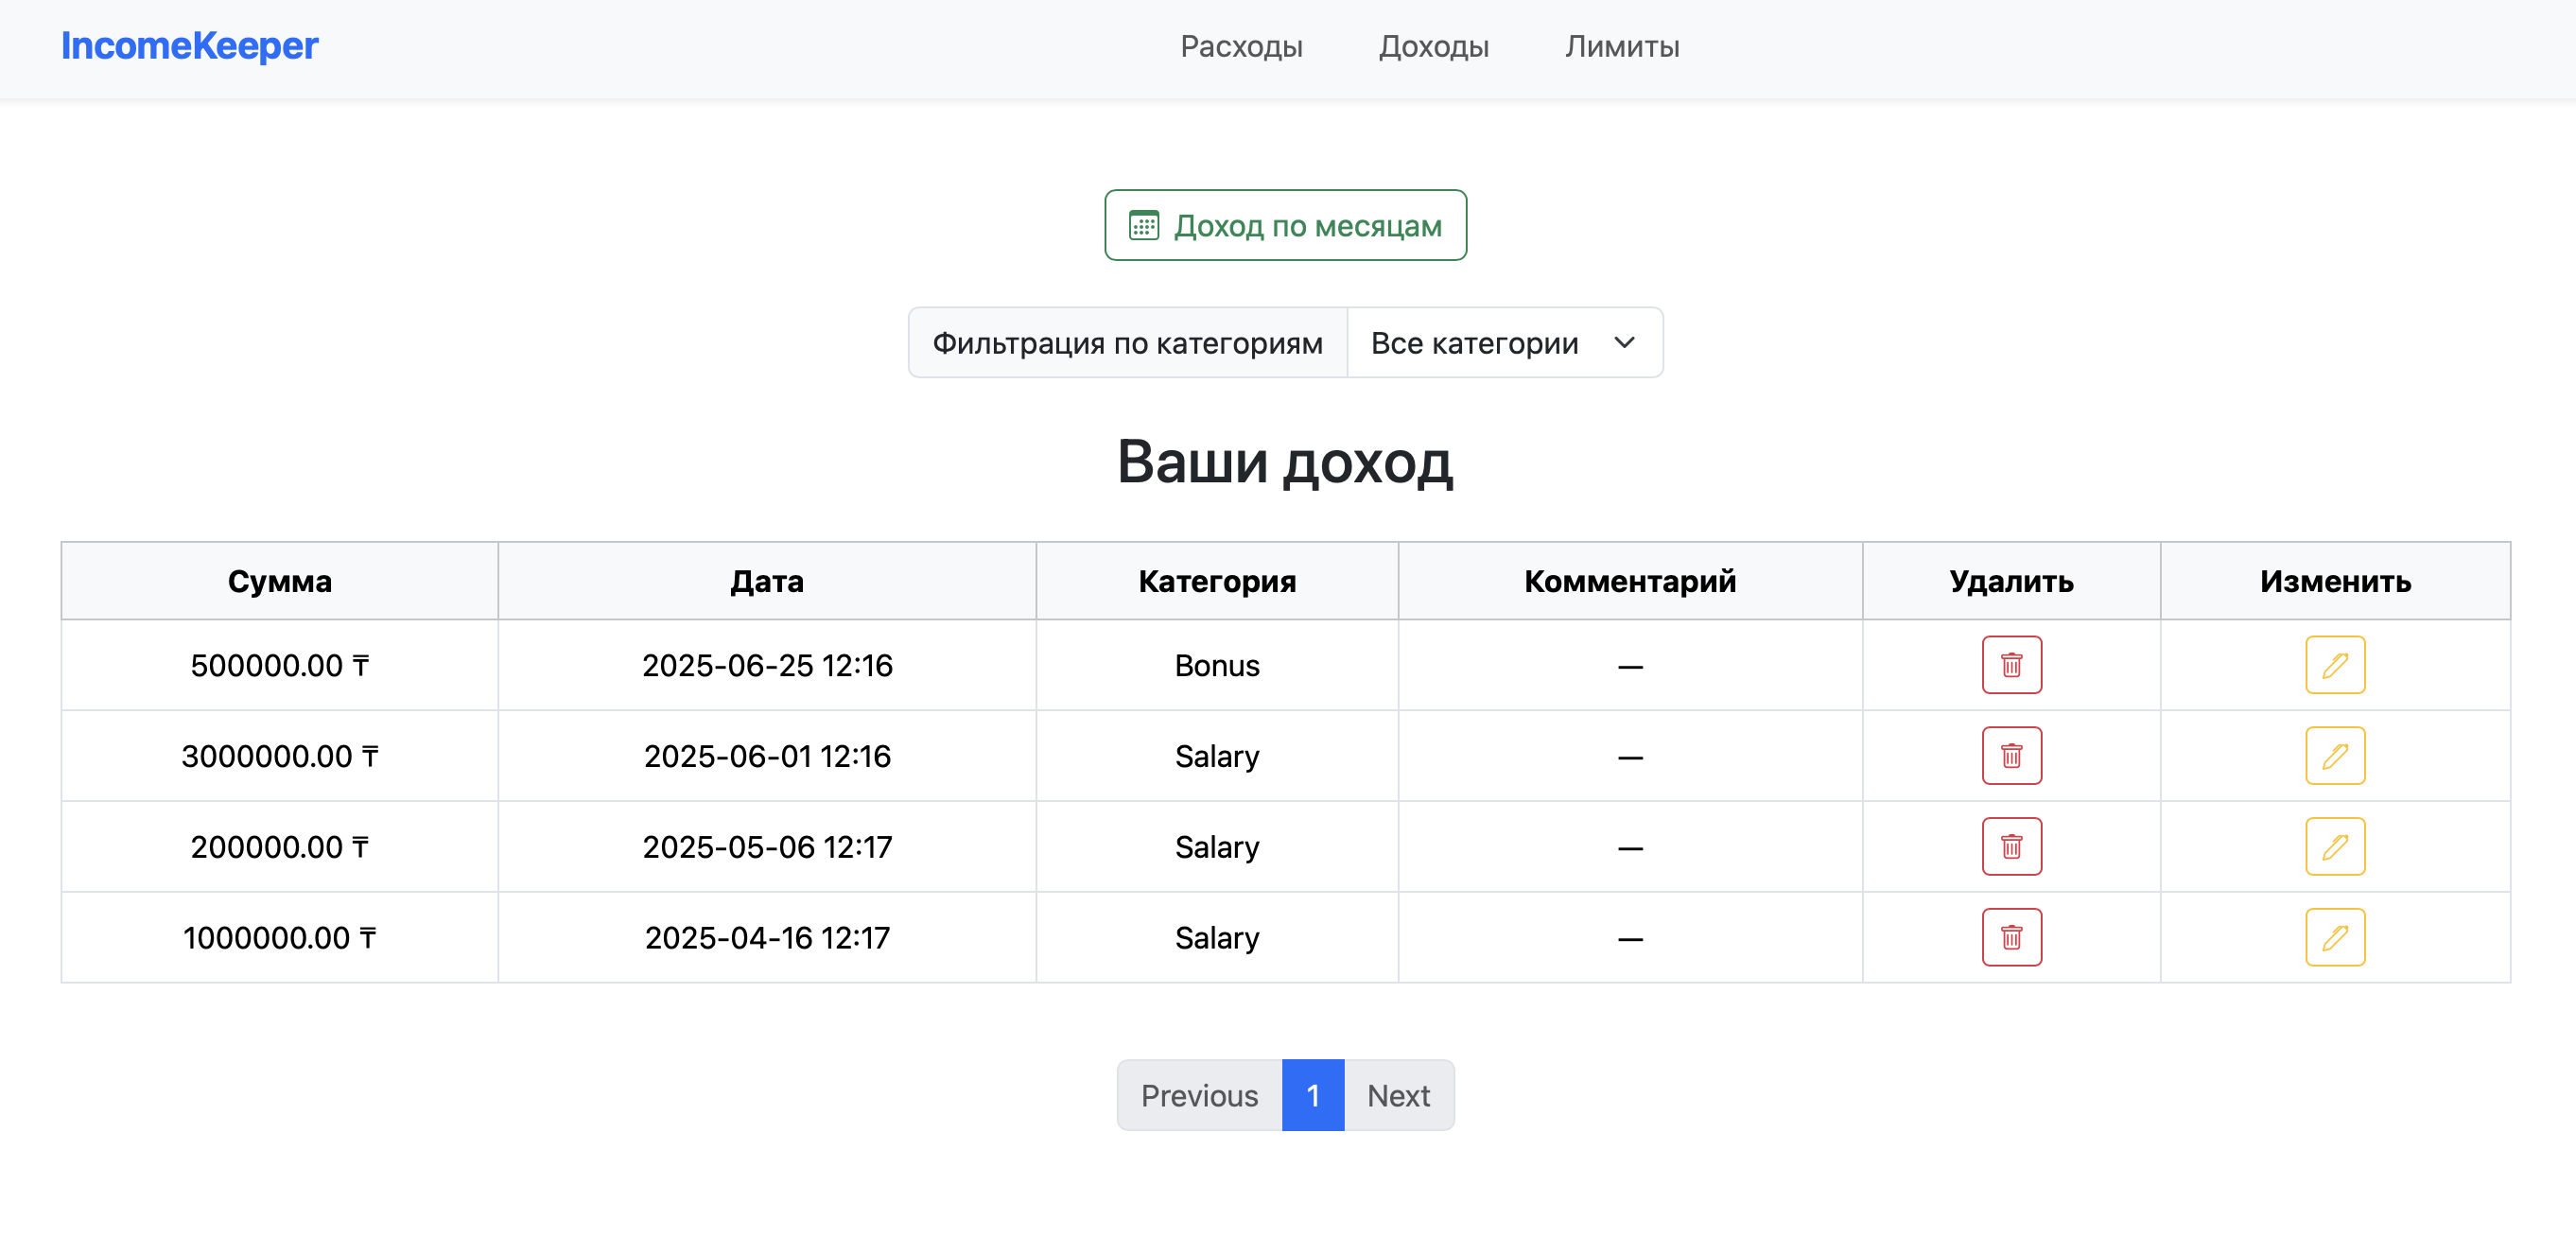 IncomeKeeper Расходы Доходы Лимиты
Доход по месяцам
Фильтрация по категориям Все категории
Ваши доход
Сумма Дата Категория Комментарий Удалить Изменить
500000.00 ₸ 2025-06-25 12:16 Bonus —
3000000.00 ₸ 2025-06-01 12:16 Salary —
200000.00 ₸ 2025-05-06 12:17 Salary —
1000000.00 ₸ 2025-04-16 12:17 Salary —
Previous 1 Next